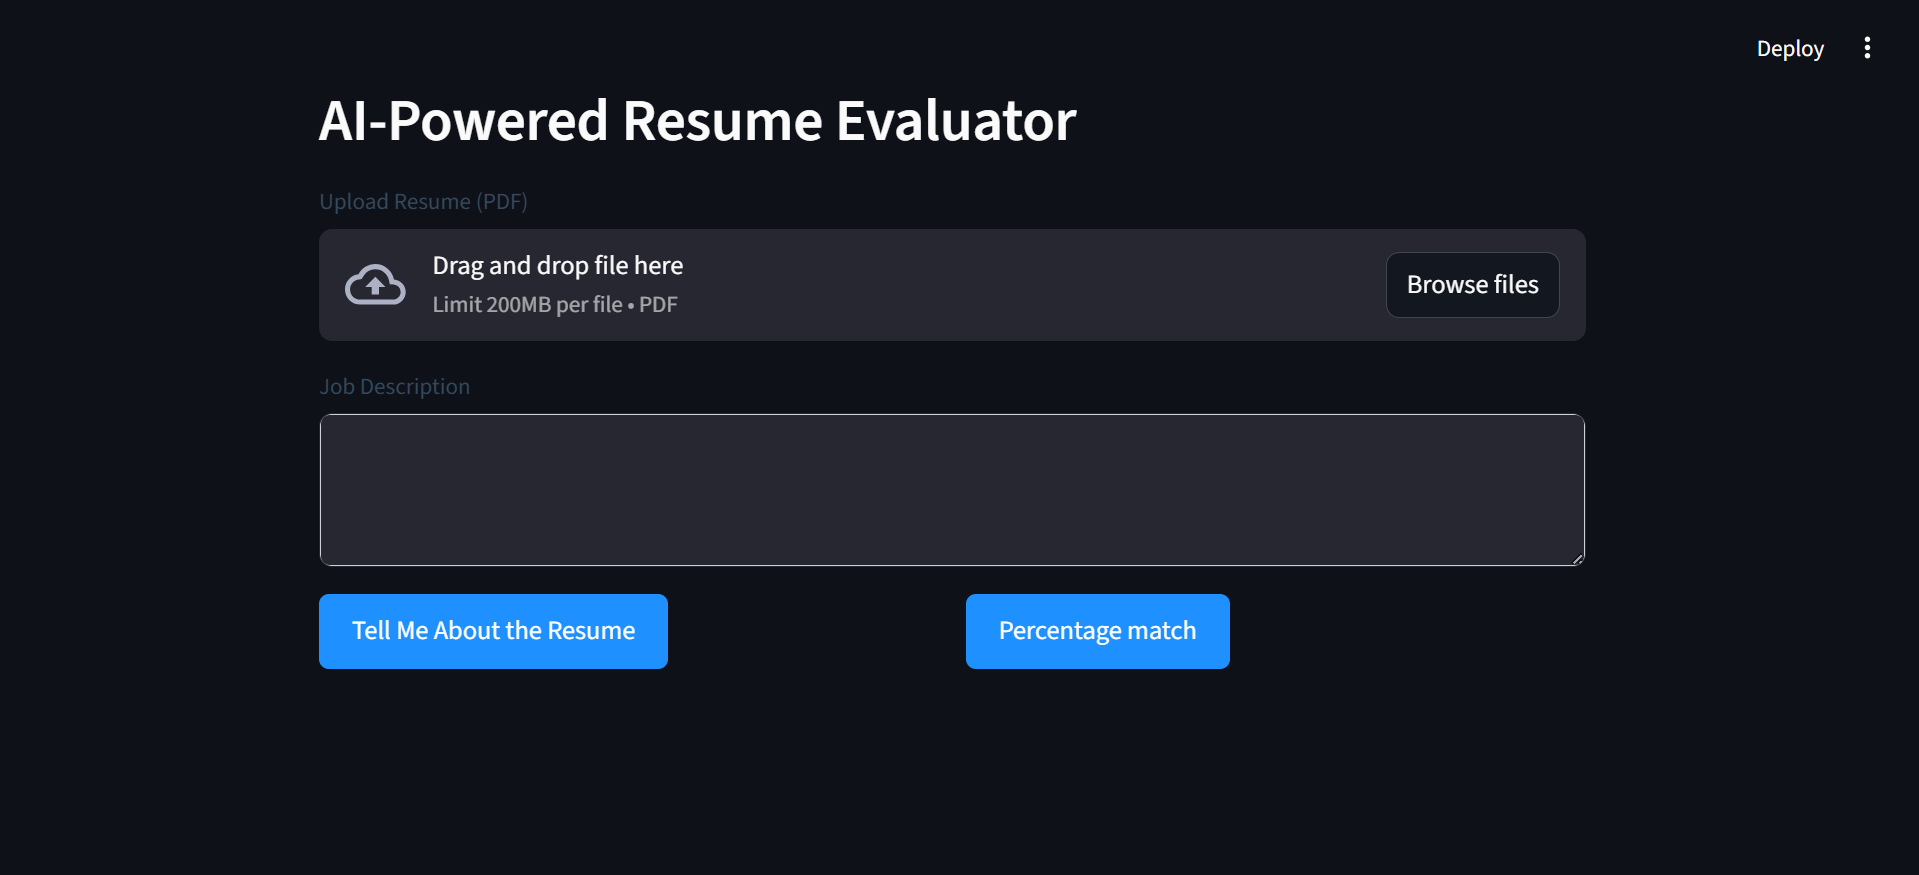 Deploy
AI-Powered Resume Evaluator
Upload Resume (PDF)
Drag and drop file here
Limit 200MB per file • PDF
Browse files
Job Description
Tell Me About the Resume
Percentage match